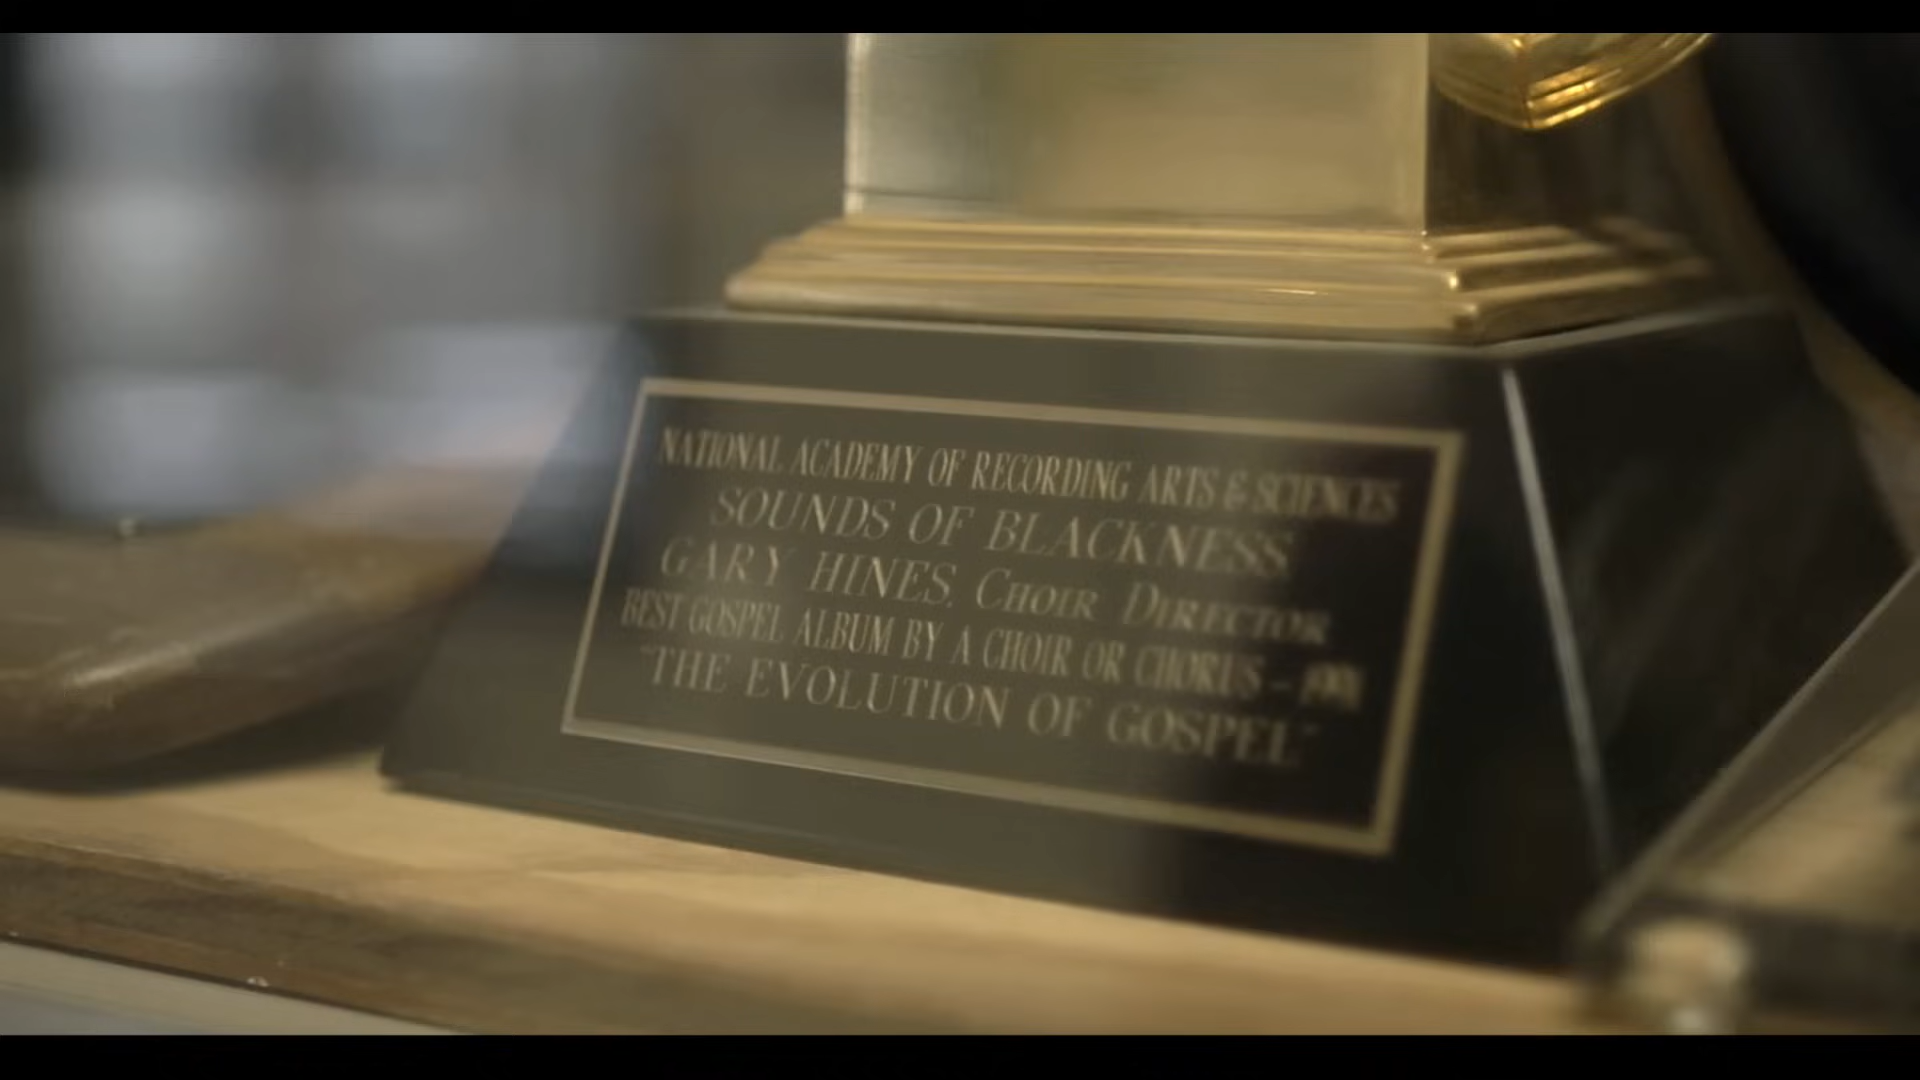 NATIONAL ACADEMY OF RECORDING ARTS & SCIENCES
SOUNDS OF BLACKNESS
GARY HINES, CHOIR DIRECTOR
BEST GOSPEL ALBUM BY A CHOIR OR CHORUS -
"THE EVOLUTION OF GOSPEL"